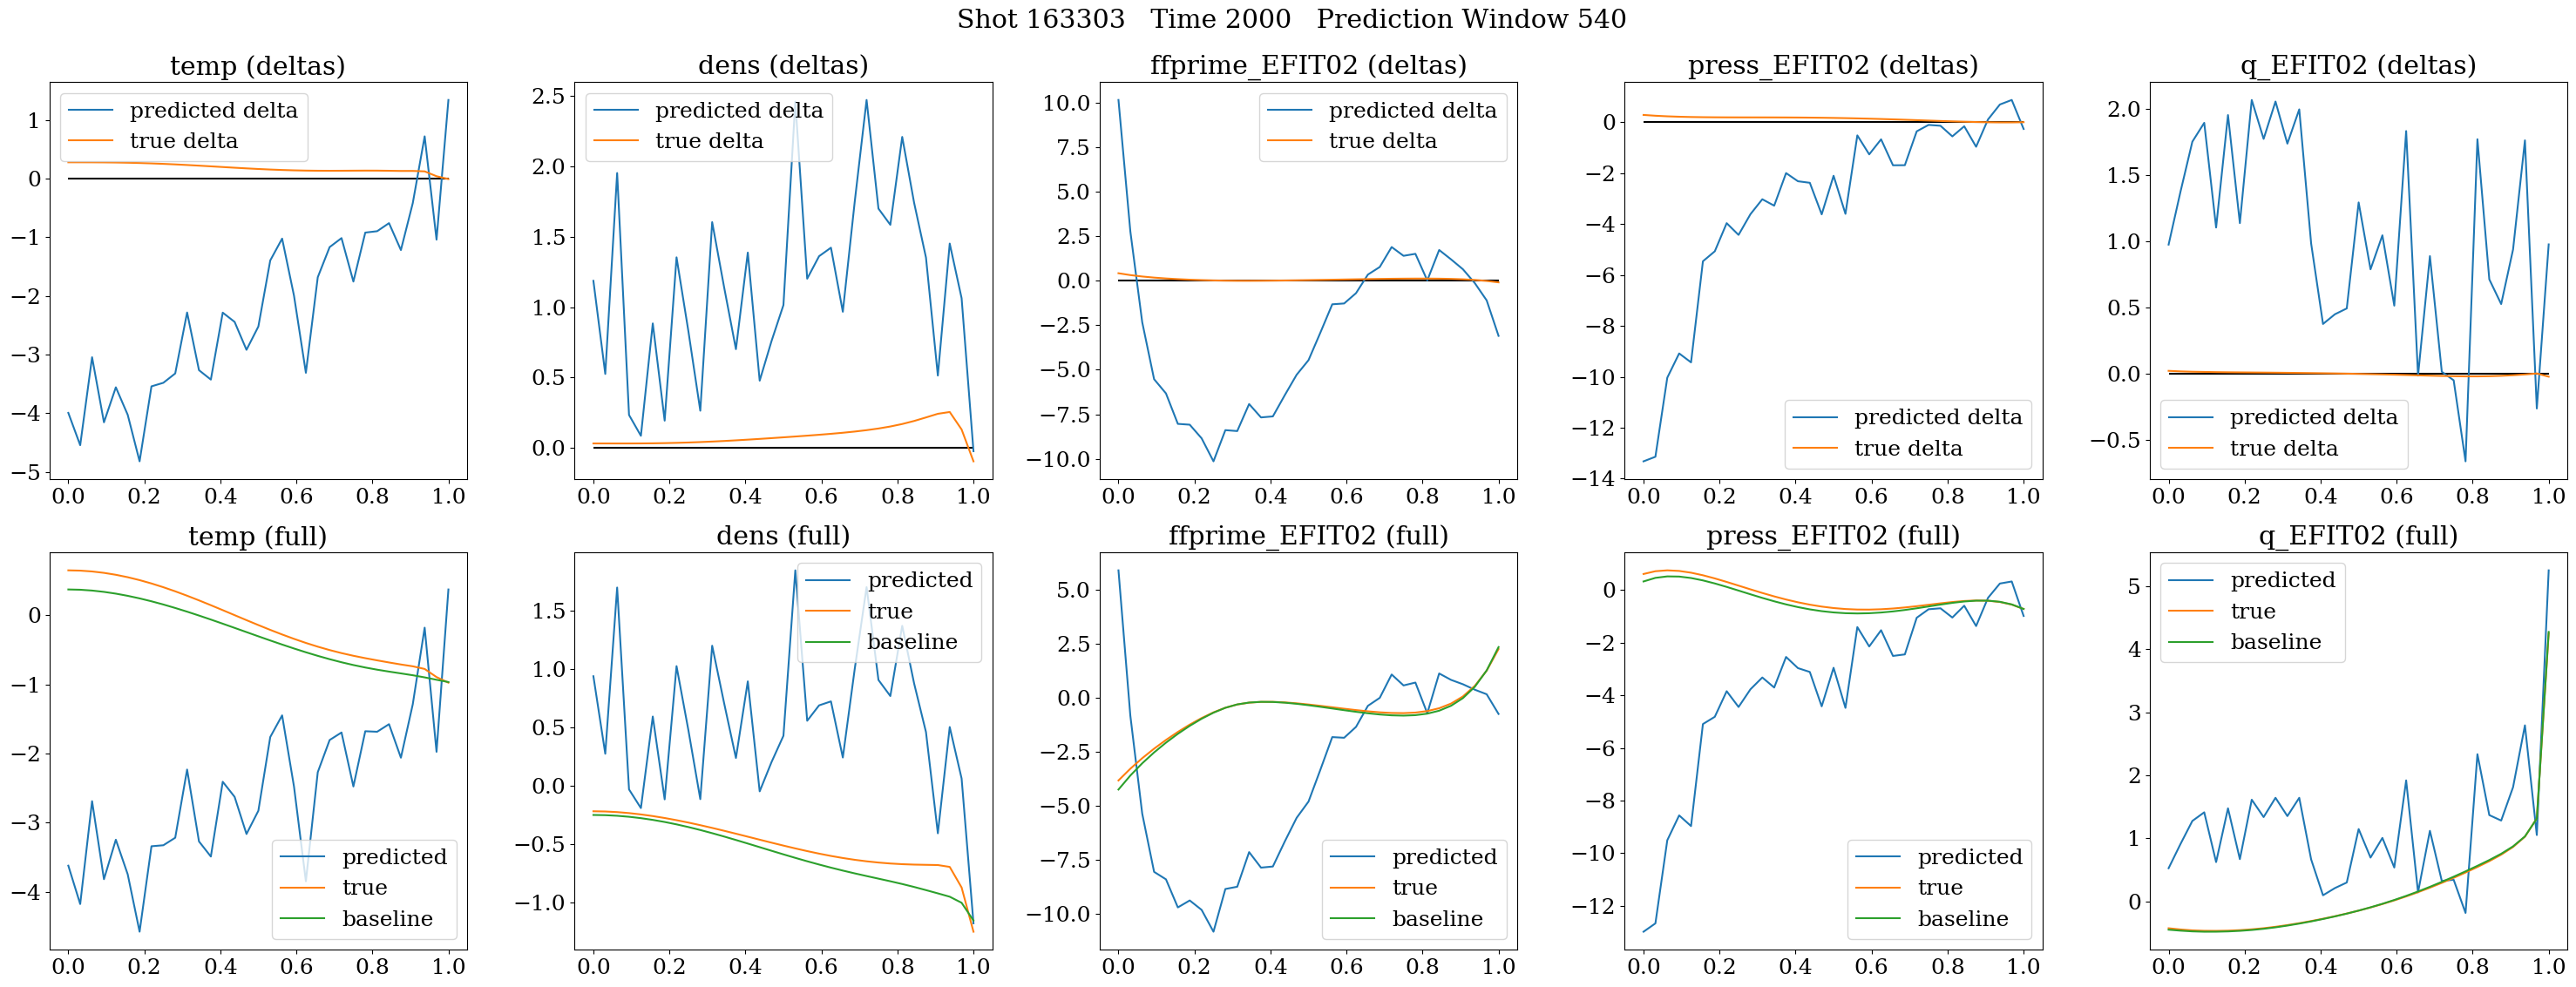 Shot 163303   Time 2000   Prediction Window 540
temp (deltas)
predicted delta
true delta
1
0
−1
−2
−3
−4
−5
0.0 0.2 0.4 0.6 0.8 1.0
dens (deltas)
predicted delta
true delta
2.5
2.0
1.5
1.0
0.5
0.0
0.0 0.2 0.4 0.6 0.8 1.0
ffprime_EFIT02 (deltas)
predicted delta
true delta
10.0
7.5
5.0
2.5
0.0
−2.5
−5.0
−7.5
−10.0
0.0 0.2 0.4 0.6 0.8 1.0
press_EFIT02 (deltas)
0
−2
−4
−6
−8
−10
−12
−14
predicted delta
true delta
0.0 0.2 0.4 0.6 0.8 1.0
q_EFIT02 (deltas)
2.0
1.5
1.0
0.5
0.0
−0.5
predicted delta
true delta
0.0 0.2 0.4 0.6 0.8 1.0
temp (full)
0
−1
−2
−3
−4
predicted
true
baseline
0.0 0.2 0.4 0.6 0.8 1.0
dens (full)
predicted
true
baseline
1.5
1.0
0.5
0.0
−0.5
−1.0
0.0 0.2 0.4 0.6 0.8 1.0
ffprime_EFIT02 (full)
5.0
2.5
0.0
−2.5
−5.0
−7.5
−10.0
predicted
true
baseline
0.0 0.2 0.4 0.6 0.8 1.0
press_EFIT02 (full)
0
−2
−4
−6
−8
−10
−12
predicted
true
baseline
0.0 0.2 0.4 0.6 0.8 1.0
q_EFIT02 (full)
predicted
true
baseline
5
4
3
2
1
0
0.0 0.2 0.4 0.6 0.8 1.0